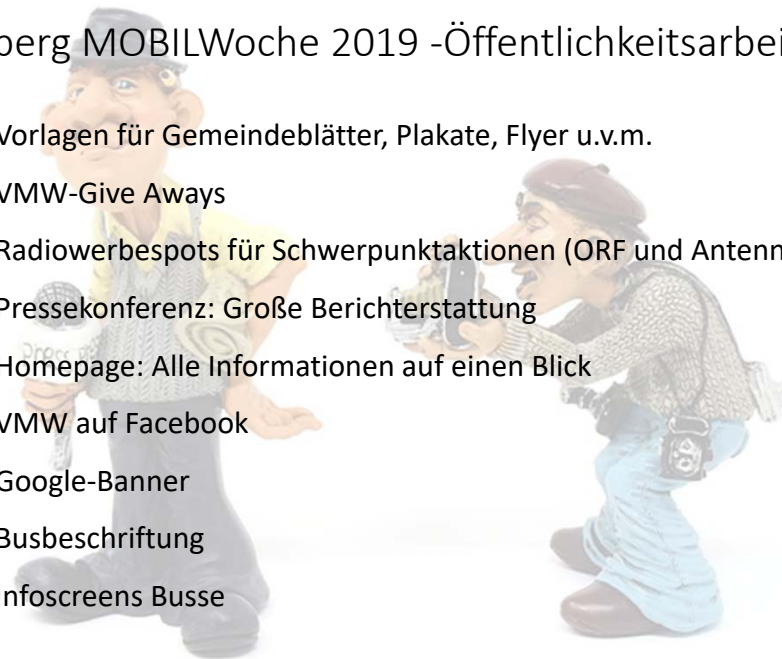 berg MOBILWoche 2019 -Öffentlichkeitsarbei
Vorlagen für Gemeindeblätter, Plakate, Flyer u.v.m.
VMW-Give Aways
Radiowerbespots für Schwerpunktaktionen (ORF und Antenn
Pressekonferenz: Große Berichterstattung
Homepage: Alle Informationen auf einen Blick
VMW auf Facebook
Google-Banner
Busbeschriftung
Infoscreens Busse